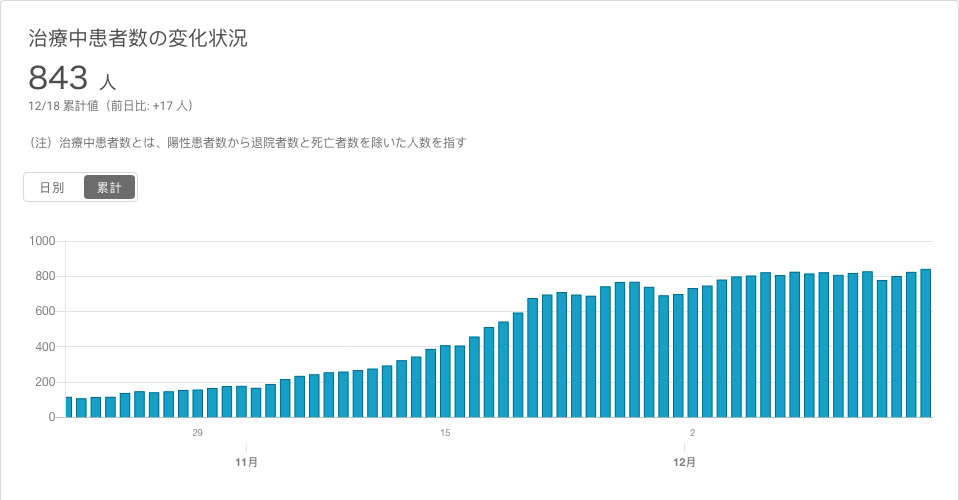 治療中患者数の変化状況
843 人
12/18 累計値（前日比: +17 人）
（注）治療中患者数とは、陽性患者数から退院者数と死亡者数を除いた人数を指す
日別 累計
1000
800
600
400
200
0
29 15 2
11月 12月